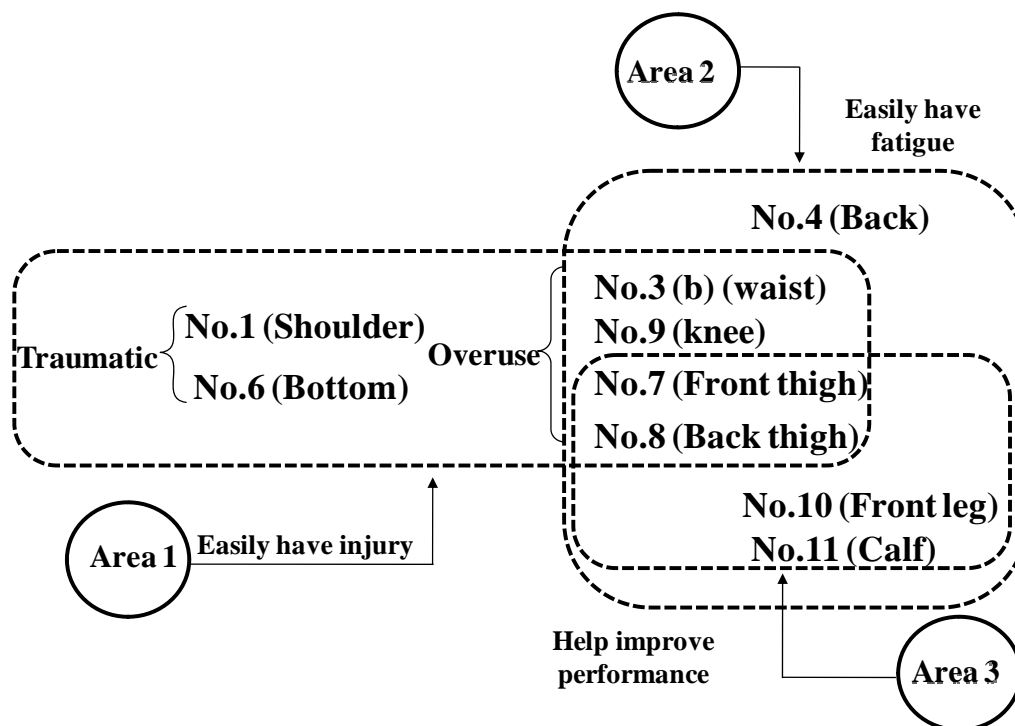 Area 2
Easily have
fatigue
No.4 (Back)
No.3 (b) (waist)
No.1 (Shoulder)
No.9 (knee)
Traumatic
Overuse
No.6 (Bottom)
No.7 (Front thigh)
No.8 (Back thigh)
No.10 (Front leg)
No.11 (Calf)
Area 1
Easily have injury
Help improve
performance
Area 3